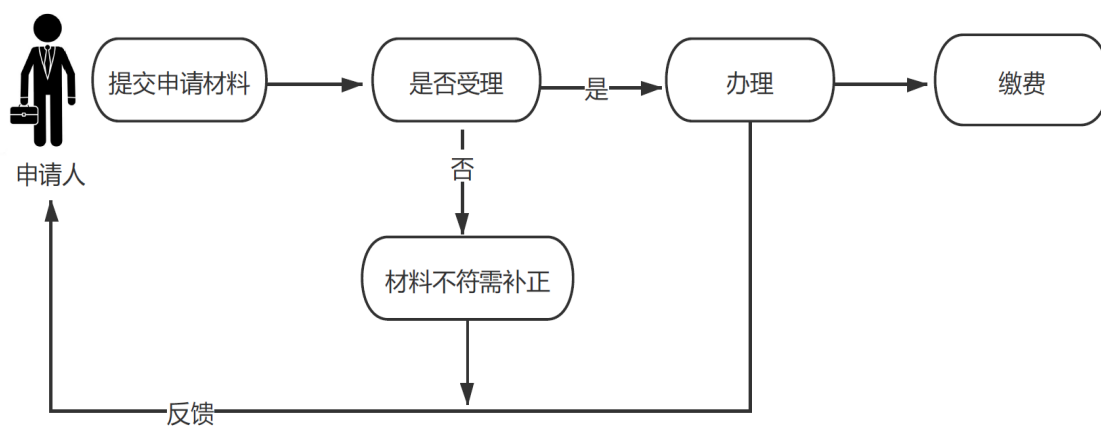 提交申请材料
是否受理
是
办理
缴费
申请人
否
材料不符需补正
反馈